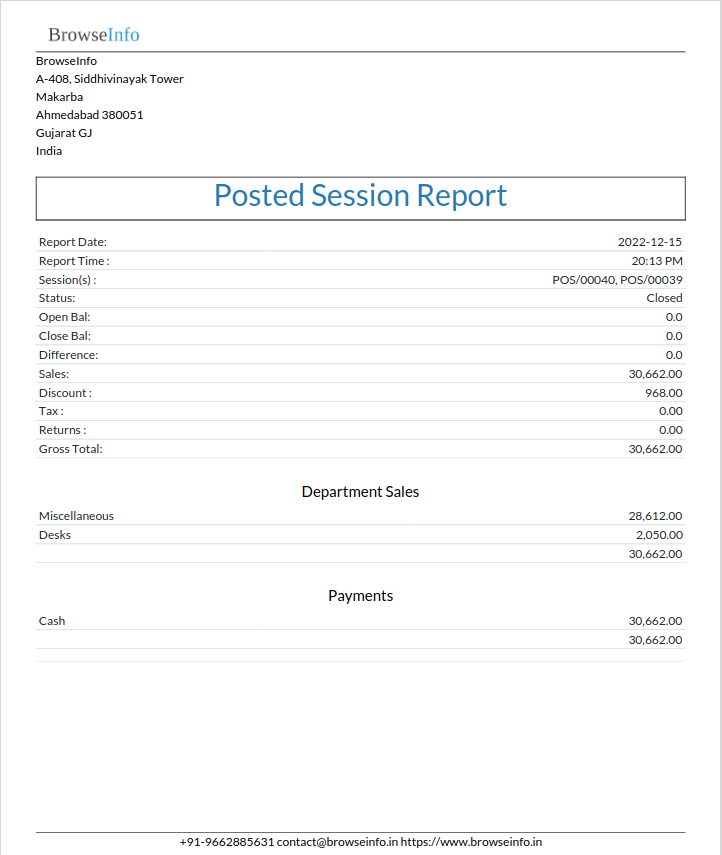 BrowseInfo
BrowseInfo
A-408, Siddhivinayak Tower
Makarba
Ahmedabad 380051
Gujarat GJ
India
Posted Session Report
Report Date: 2022-12-15
Report Time : 20:13 PM
Session(s) : POS/00040, POS/00039
Status: Closed
Open Bal: 0.0
Close Bal: 0.0
Difference: 0.0
Sales: 30,662.00
Discount : 968.00
Tax : 0.00
Returns : 0.00
Gross Total: 30,662.00
Department Sales
Miscellaneous 28,612.00
Desks 2,050.00
30,662.00
Payments
Cash 30,662.00
30,662.00
+91-9662885631 contact@browseinfo.in https://www.browseinfo.in